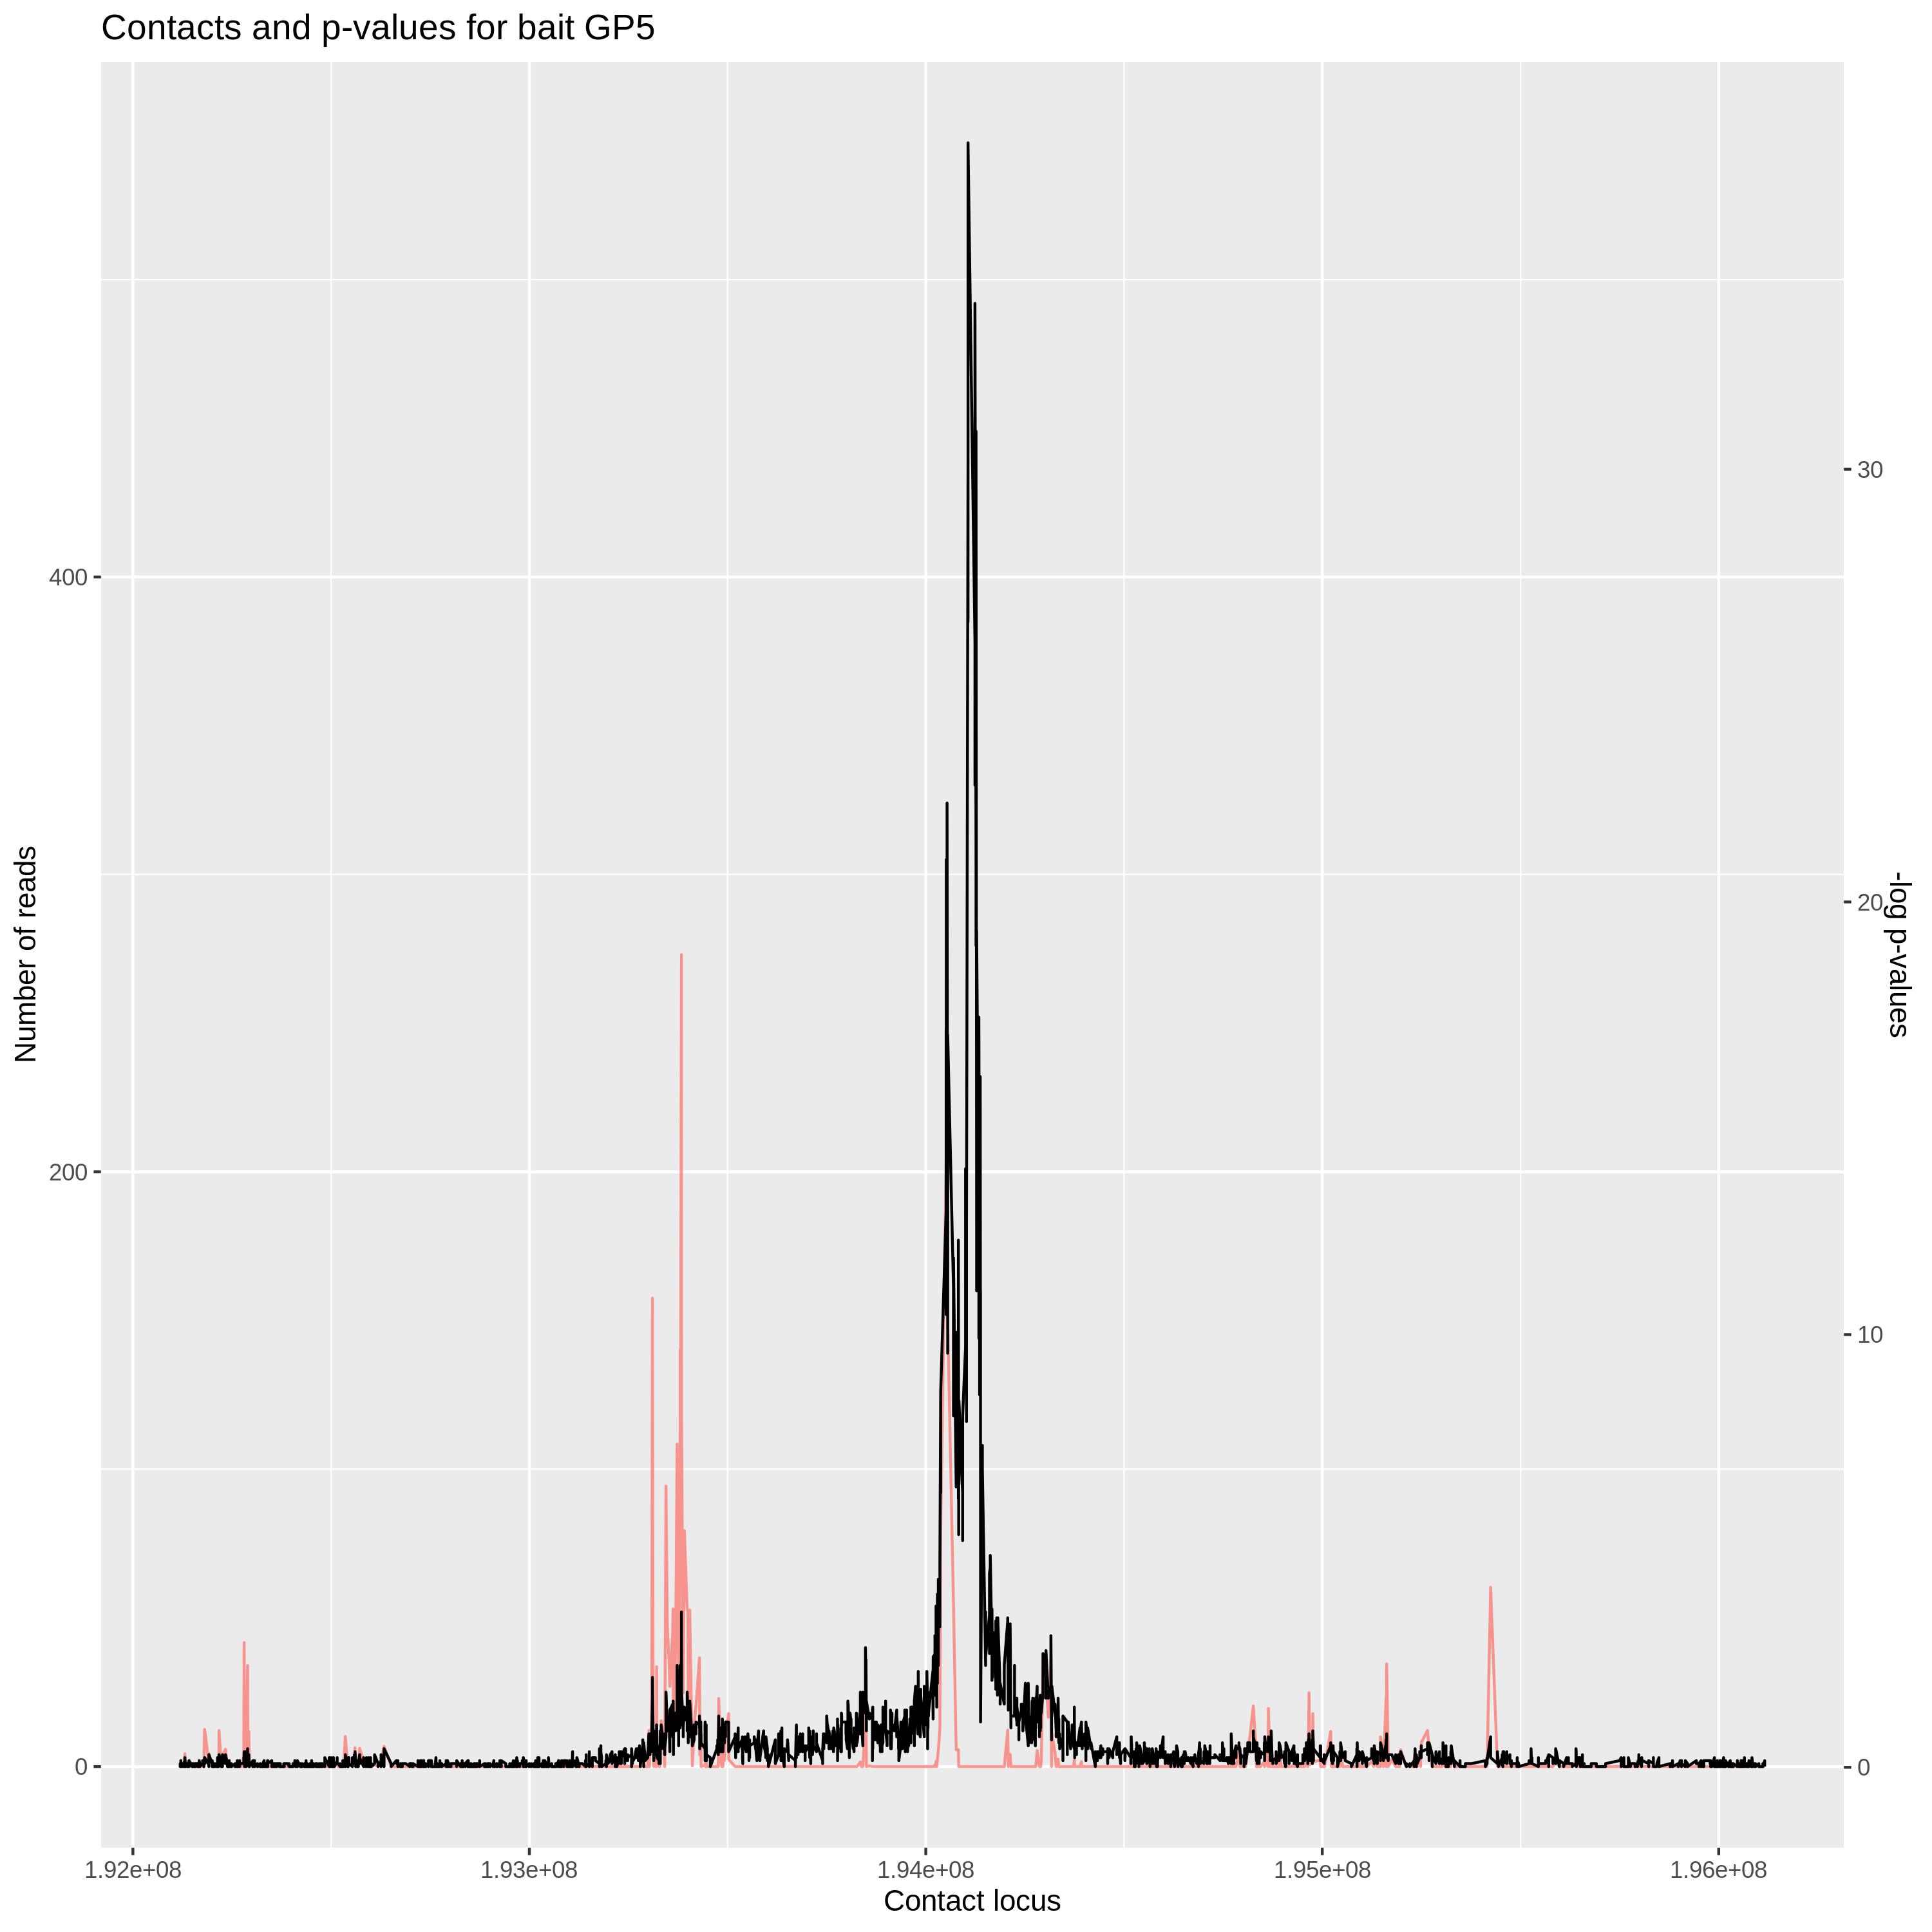 Contacts and p-values for bait GP5
Number of reads
400
200
0
30
20
10
0
-log p-values
1.92e+08
1.93e+08
1.94e+08
1.95e+08
1.96e+08
Contact locus